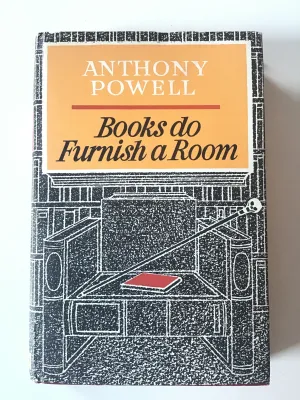 ANTHONY
POWELL
Books do
Furnish a Room